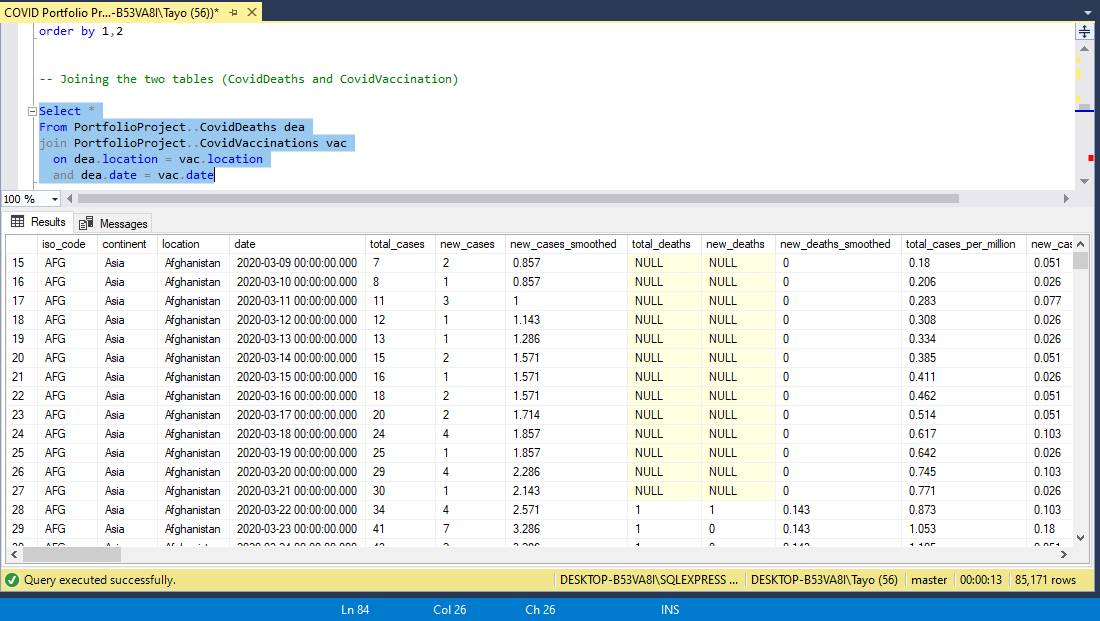 COVID Portfolio Pr...-B53VA8I\Tayo (56))*
order by 1,2
-- Joining the two tables (CovidDeaths and CovidVaccination)
Select *
From PortfolioProject..CovidDeaths dea
join PortfolioProject..CovidVaccinations vac
on dea.location = vac.location
and dea.date = vac.date
100 %
Results Messages
iso_code continent location date total_cases new_cases new_cases_smoothed total_deaths new_deaths new_deaths_smoothed total_cases_per_million new_cas
15 AFG Asia Afghanistan 2020-03-09 00:00:00.000 7 2 0.857 NULL NULL 0 0.18 0.051
16 AFG Asia Afghanistan 2020-03-10 00:00:00.000 8 1 0.857 NULL NULL 0 0.206 0.026
17 AFG Asia Afghanistan 2020-03-11 00:00:00.000 11 3 1 NULL NULL 0 0.283 0.077
18 AFG Asia Afghanistan 2020-03-12 00:00:00.000 12 1 1.143 NULL NULL 0 0.308 0.026
19 AFG Asia Afghanistan 2020-03-13 00:00:00.000 13 1 1.286 NULL NULL 0 0.334 0.026
20 AFG Asia Afghanistan 2020-03-14 00:00:00.000 15 2 1.571 NULL NULL 0 0.385 0.051
21 AFG Asia Afghanistan 2020-03-15 00:00:00.000 16 1 1.571 NULL NULL 0 0.411 0.026
22 AFG Asia Afghanistan 2020-03-16 00:00:00.000 18 2 1.571 NULL NULL 0 0.462 0.051
23 AFG Asia Afghanistan 2020-03-17 00:00:00.000 20 2 1.714 NULL NULL 0 0.514 0.051
24 AFG Asia Afghanistan 2020-03-18 00:00:00.000 24 4 1.857 NULL NULL 0 0.617 0.103
25 AFG Asia Afghanistan 2020-03-19 00:00:00.000 25 1 1.857 NULL NULL 0 0.642 0.026
26 AFG Asia Afghanistan 2020-03-20 00:00:00.000 29 4 2.286 NULL NULL 0 0.745 0.103
27 AFG Asia Afghanistan 2020-03-21 00:00:00.000 30 1 2.143 NULL NULL 0 0.771 0.026
28 AFG Asia Afghanistan 2020-03-22 00:00:00.000 34 4 2.571 1 1 0.143 0.873 0.103
29 AFG Asia Afghanistan 2020-03-23 00:00:00.000 41 7 3.286 1 0 0.143 1.053 0.18
Query executed successfully. DESKTOP-B53VA8I\SQLEXPRESS ... DESKTOP-B53VA8I\Tayo (56) master 00:00:13 85,171 rows
Ln 84 Col 26 Ch 26 INS